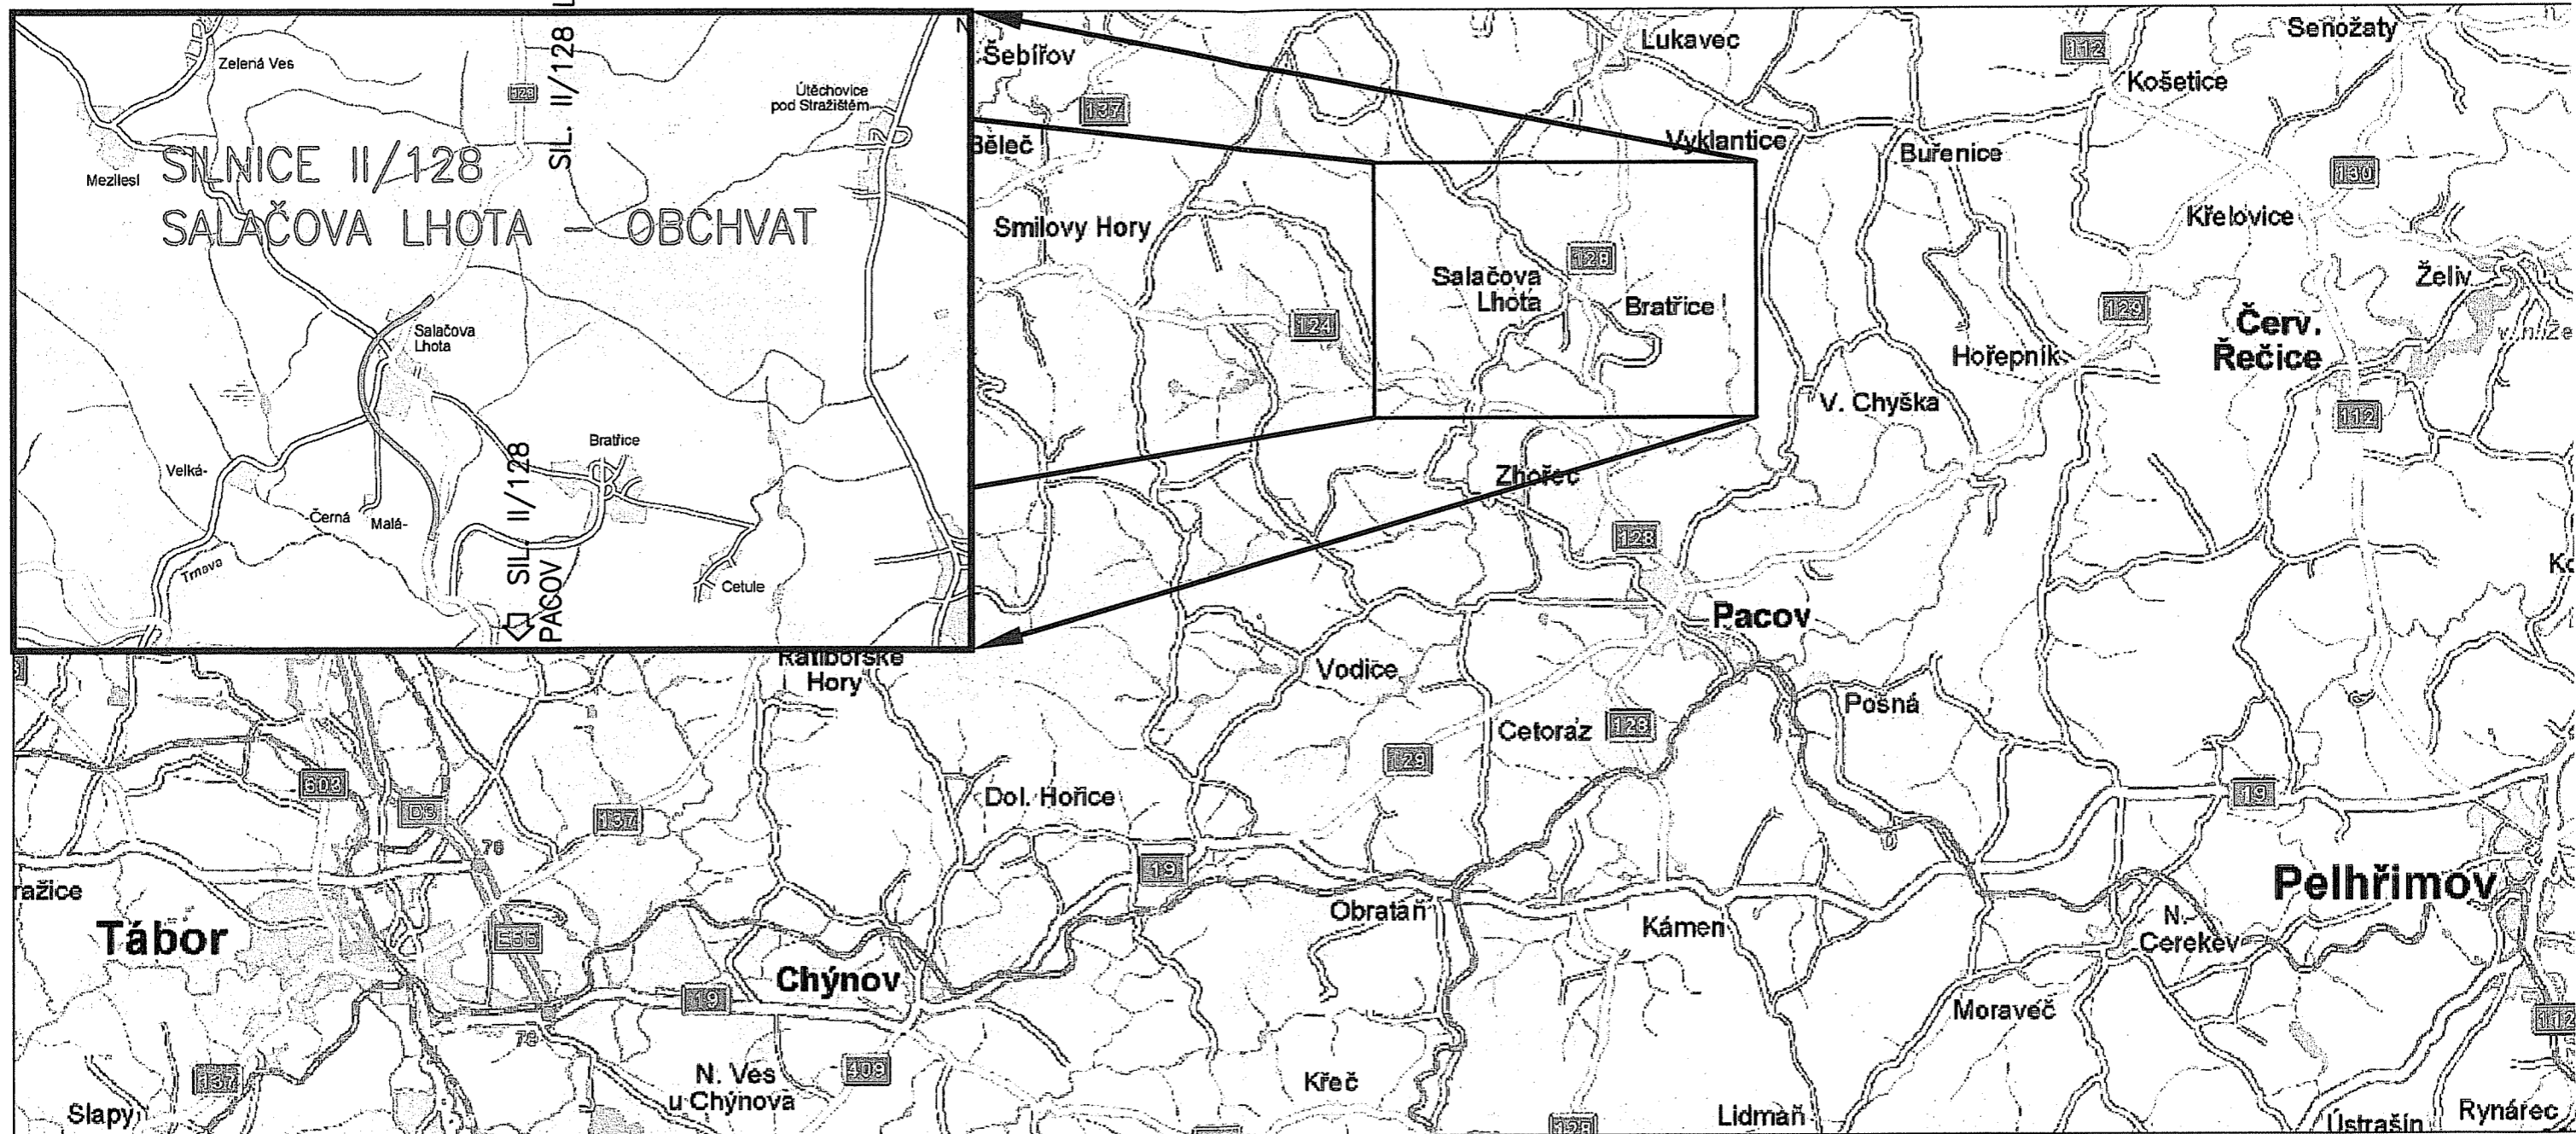 Zelená Ves
123
SIL. II/128
Útěchovice
pod Stražištěm
Mezilesí
SILNICE II/128
SALAČOVA LHOTA - OBCHVAT
Salačova
Lhota
Velká-
-Černá
Malá-
Bratřice
Trnava
Cetule
SIL. II/128
PACOV
Šebířov
137
Běleč
Lukavec
Vyklantice
Buřenice
112
Košetice
Senožaty
130
Smilovy Hory
Křelovice
Želiv
Salačova
Lhota
128
Bratřice
124
Hořepník
129
Červ.
Řečice
V. Chyška
112
Zhořec
128
Pacov
Ratibořské
Hory
Vodice
Cetoraz
128
Pošná
129
603
D3
137
76
Dol. Hořice
19
19
ražice
Tábor
E55
Chýnov
19
79
Obrataň
Kámen
Pelhřimov
N.
Cerekev
Moraveč
112
137
Slapy
N. Ves
u Chýnova
409
Křeč
128
Lidmaň
Ústrašín
Rynárec